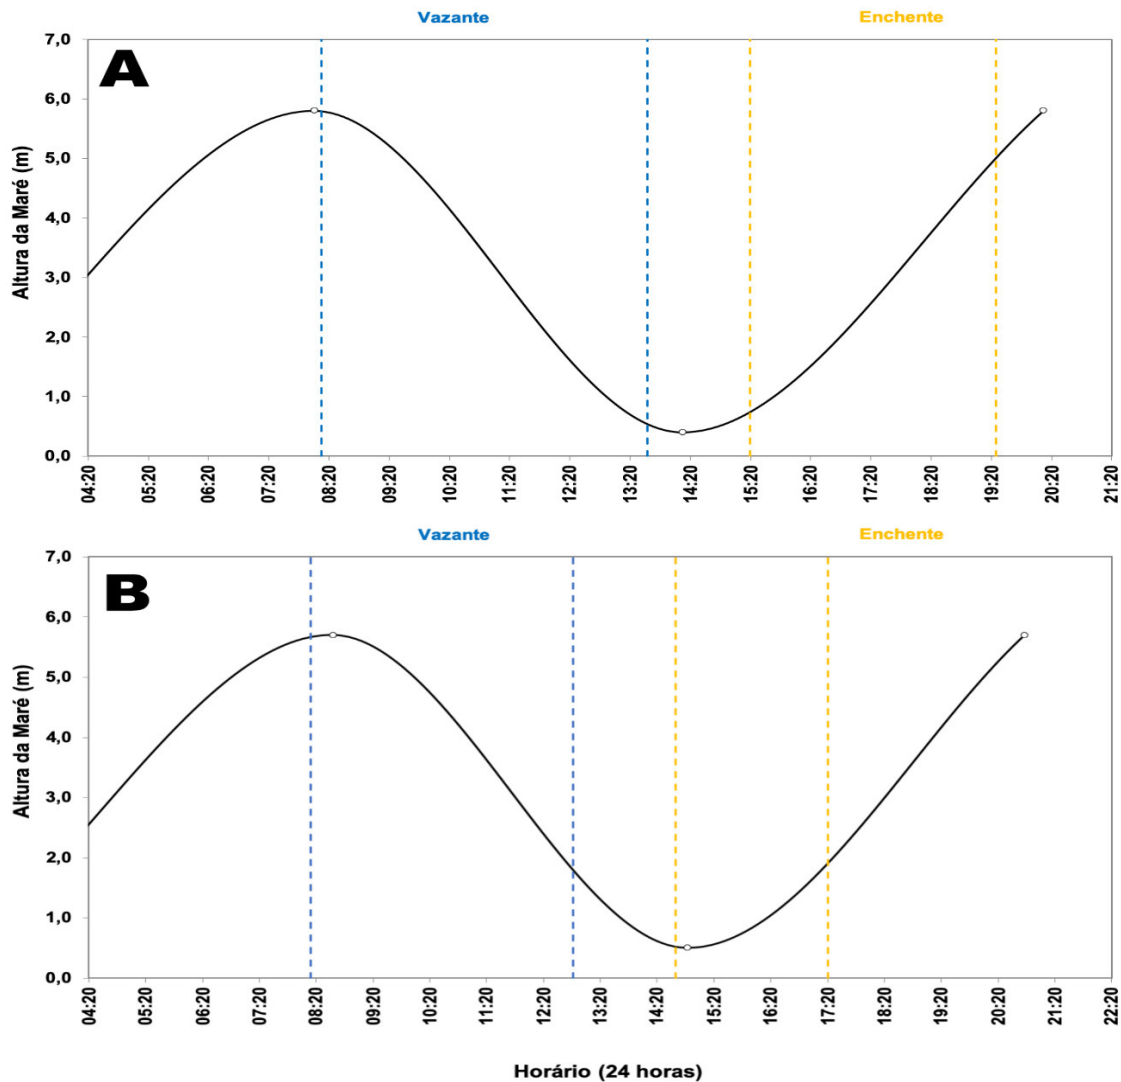 Vazante Enchente
A
Altura da Maré (m)
7,0
6,0
5,0
4,0
3,0
2,0
1,0
0,0
04:20 05:20 06:20 07:20 08:20 09:20 10:20 11:20 12:20 13:20 14:20 15:20 16:20 17:20 18:20 19:20 20:20 21:20
Vazante Enchente
B
Altura da Maré (m)
7,0
6,0
5,0
4,0
3,0
2,0
1,0
0,0
04:20 05:20 06:20 07:20 08:20 09:20 10:20 11:20 12:20 13:20 14:20 15:20 16:20 17:20 18:20 19:20 20:20 21:20 22:20
Horário (24 horas)